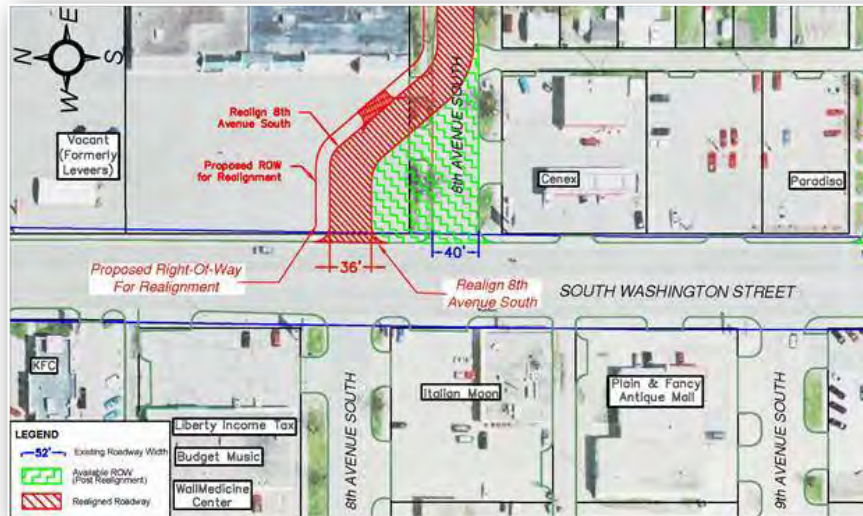 E
N
S
W
Vacant
(Formerly
Leevers)
Realign 8th
Avenue South
Proposed ROW
for Realignment
8th AVENUE SOUTH
Cenex
Paradiso
Proposed Right-Of-Way
For Realignment
36'
40'
Realign 8th
Avenue South
SOUTH WASHINGTON STREET
KFC
Liberty Income Tax
Budget Music
WallMedicine
Center
8th AVENUE SOUTH
Italian Moon
Plain & Fancy
Antique Mall
9th AVENUE SOUTH
LEGEND
52' Existing Roadway Width
Available ROW
(Post Realignment)
Realigned Roadway